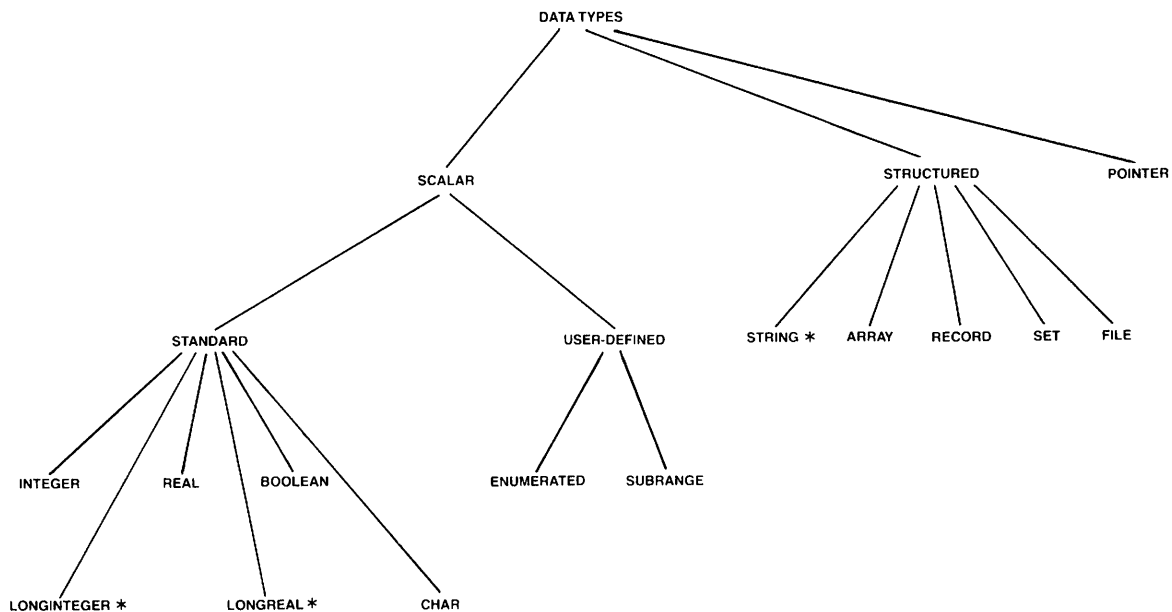 DATA TYPES
SCALAR
STRUCTURED
POINTER
STANDARD
USER-DEFINED
STRING *
ARRAY
RECORD
SET
FILE
INTEGER
REAL
BOOLEAN
ENUMERATED
SUBRANGE
LONGINTEGER *
LONGREAL *
CHAR